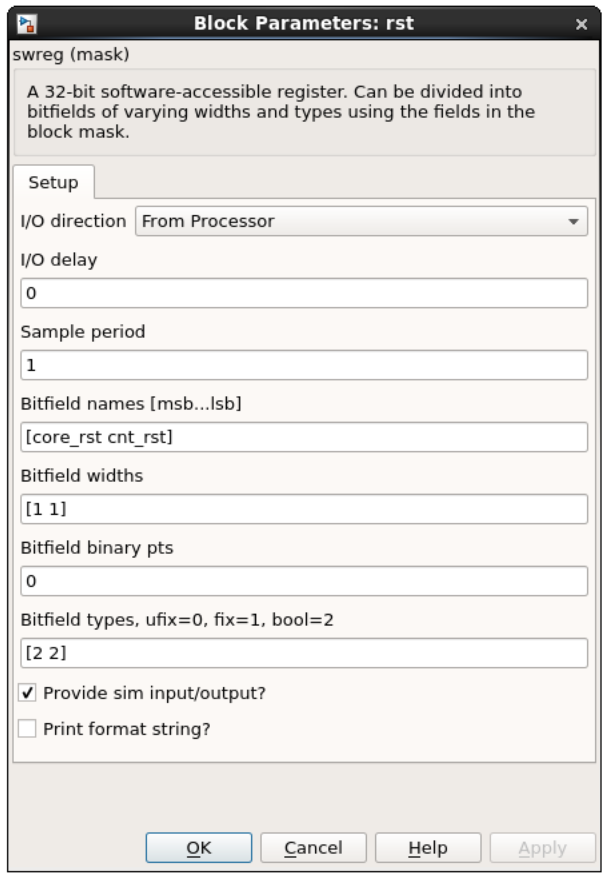 Block Parameters: rst
swreg (mask)
A 32-bit software-accessible register. Can be divided into
bitfields of varying widths and types using the fields in the
block mask.
Setup
I/O direction From Processor
I/O delay
0
Sample period
1
Bitfield names [msb...lsb]
[core_rst cnt_rst]
Bitfield widths
[1 1]
Bitfield binary pts
0
Bitfield types, ufix=0, fix=1, bool=2
[2 2]
Provide sim input/output?
Print format string?
OK Cancel Help Apply